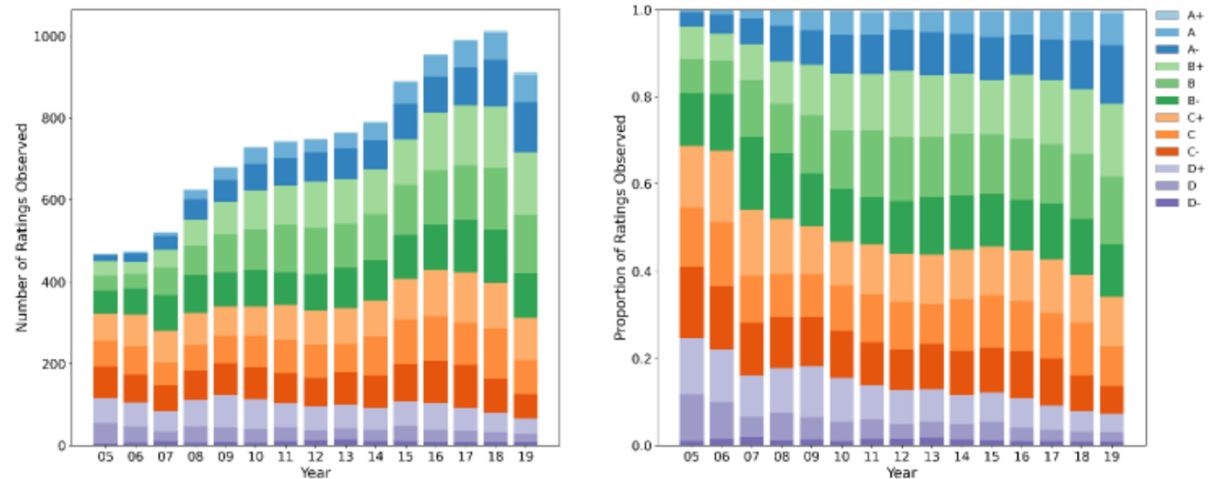 Number of Ratings Observed
1000
800
600
400
200
0
05 06 07 08 09 10 11 12 13 14 15 16 17 18 19
Year
Proportion of Ratings Observed
1.0
0.8
0.6
0.4
0.2
0.0
05 06 07 08 09 10 11 12 13 14 15 16 17 18 19
Year
A+
A
A-
B+
B
B-
C+
C
C-
D+
D
D-